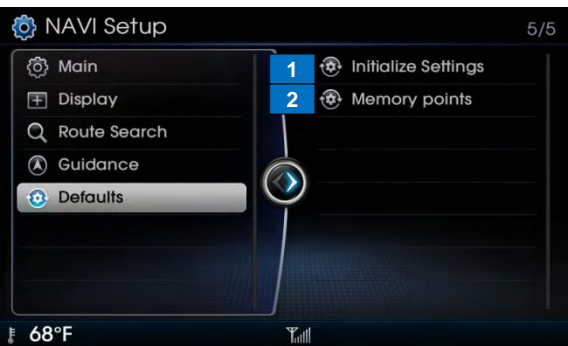 NAVI Setup 5/5
Main
Display
Route Search
Guidance
Defaults
1 Initialize Settings
2 Memory points
68°F